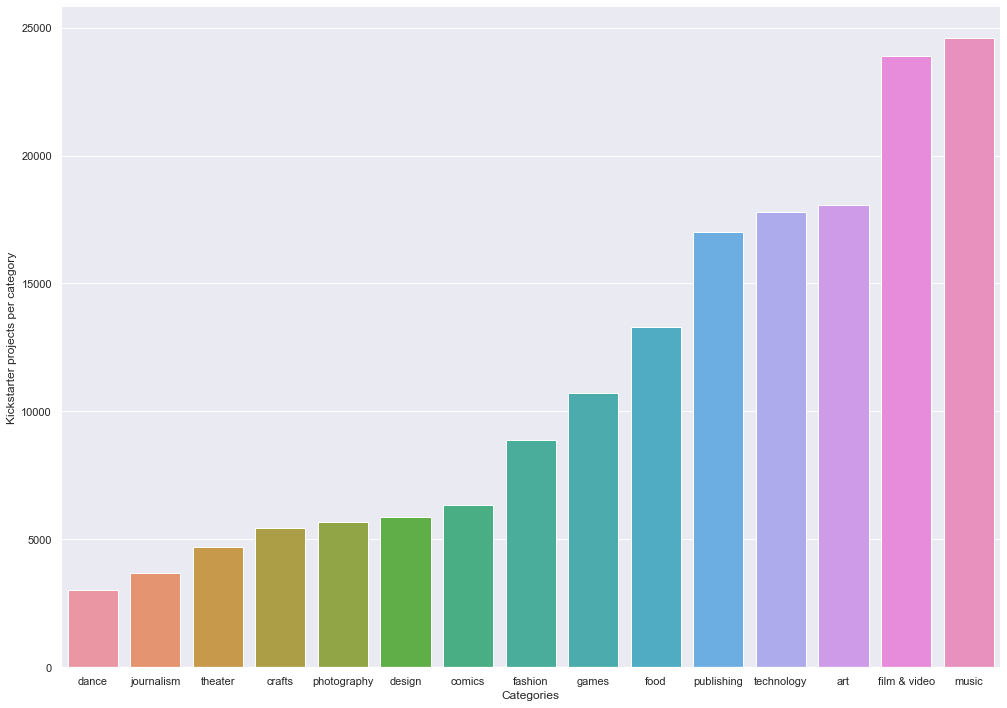 25000
20000
15000
10000
5000
0
Kickstarter projects per category
dance journalism theater crafts photography design comics fashion games food publishing technology art film & video music
Categories